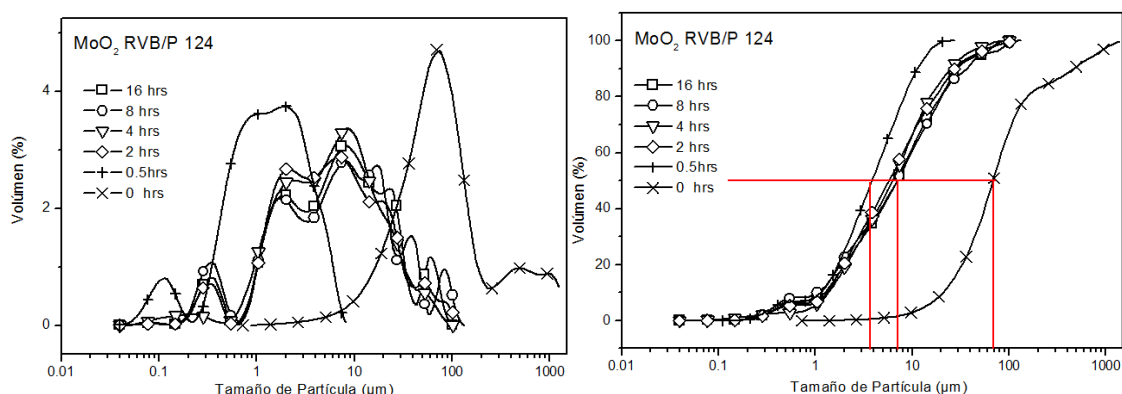 MoO2 RVB/P 124
16 hrs
8 hrs
4 hrs
2 hrs
0.5hrs
0 hrs
Volúmen (%)
4
2
0
0.01 0.1 1 10 100 1000
Tamaño de Partícula (µm)
MoO2 RVB/P 124
16 hrs
8 hrs
4 hrs
2 hrs
0.5hrs
0 hrs
Volúmen (%)
100
80
60
40
20
0
0.01 0.1 1 10 100 1000
Tamaño de Partícula (µm)